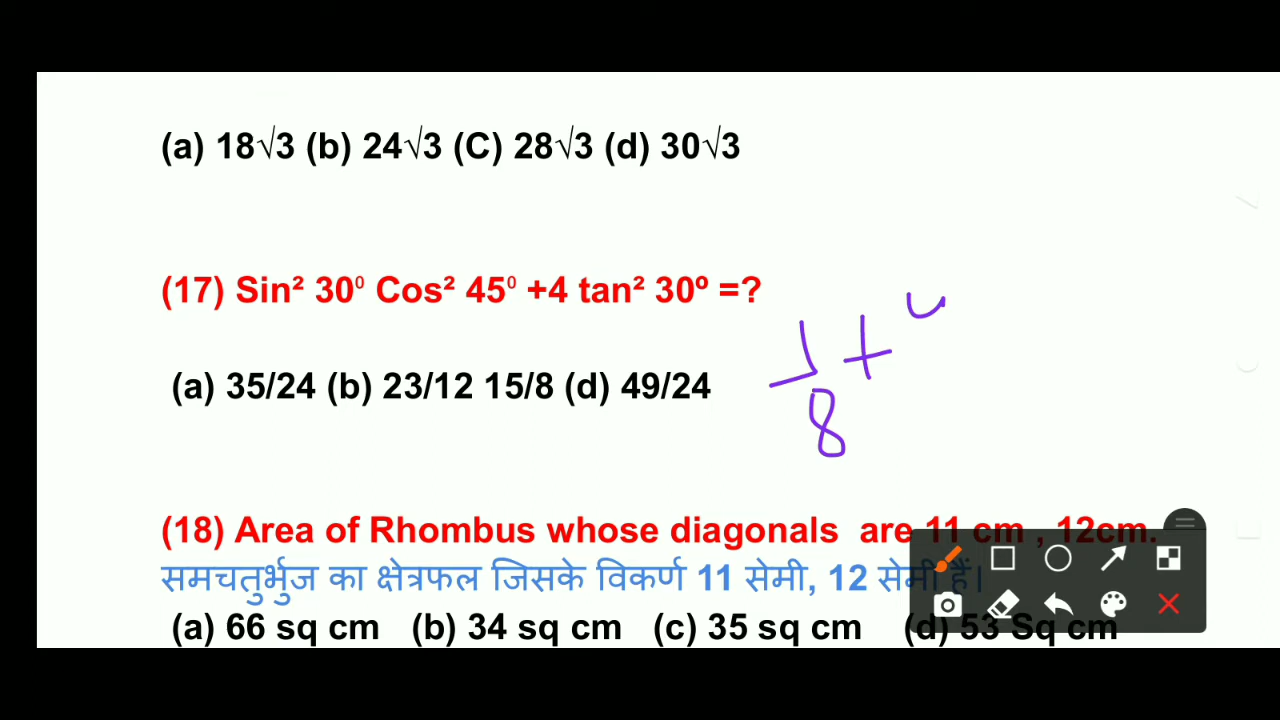 (a) 18√3 (b) 24√3 (C) 28√3 (d) 30√3
(17) Sin² 30⁰ Cos² 45⁰ +4 tan² 30º =?
(a) 35/24 (b) 23/12 15/8 (d) 49/24
1/8 +
(18) Area of Rhombus whose diagonals are 11 cm , 12cm.
समचतुर्भुज का क्षेत्रफल जिसके विकर्ण 11 सेमी, 12 सेमी हैं।
(a) 66 sq cm (b) 34 sq cm (c) 35 sq cm (d) 53 Sq cm